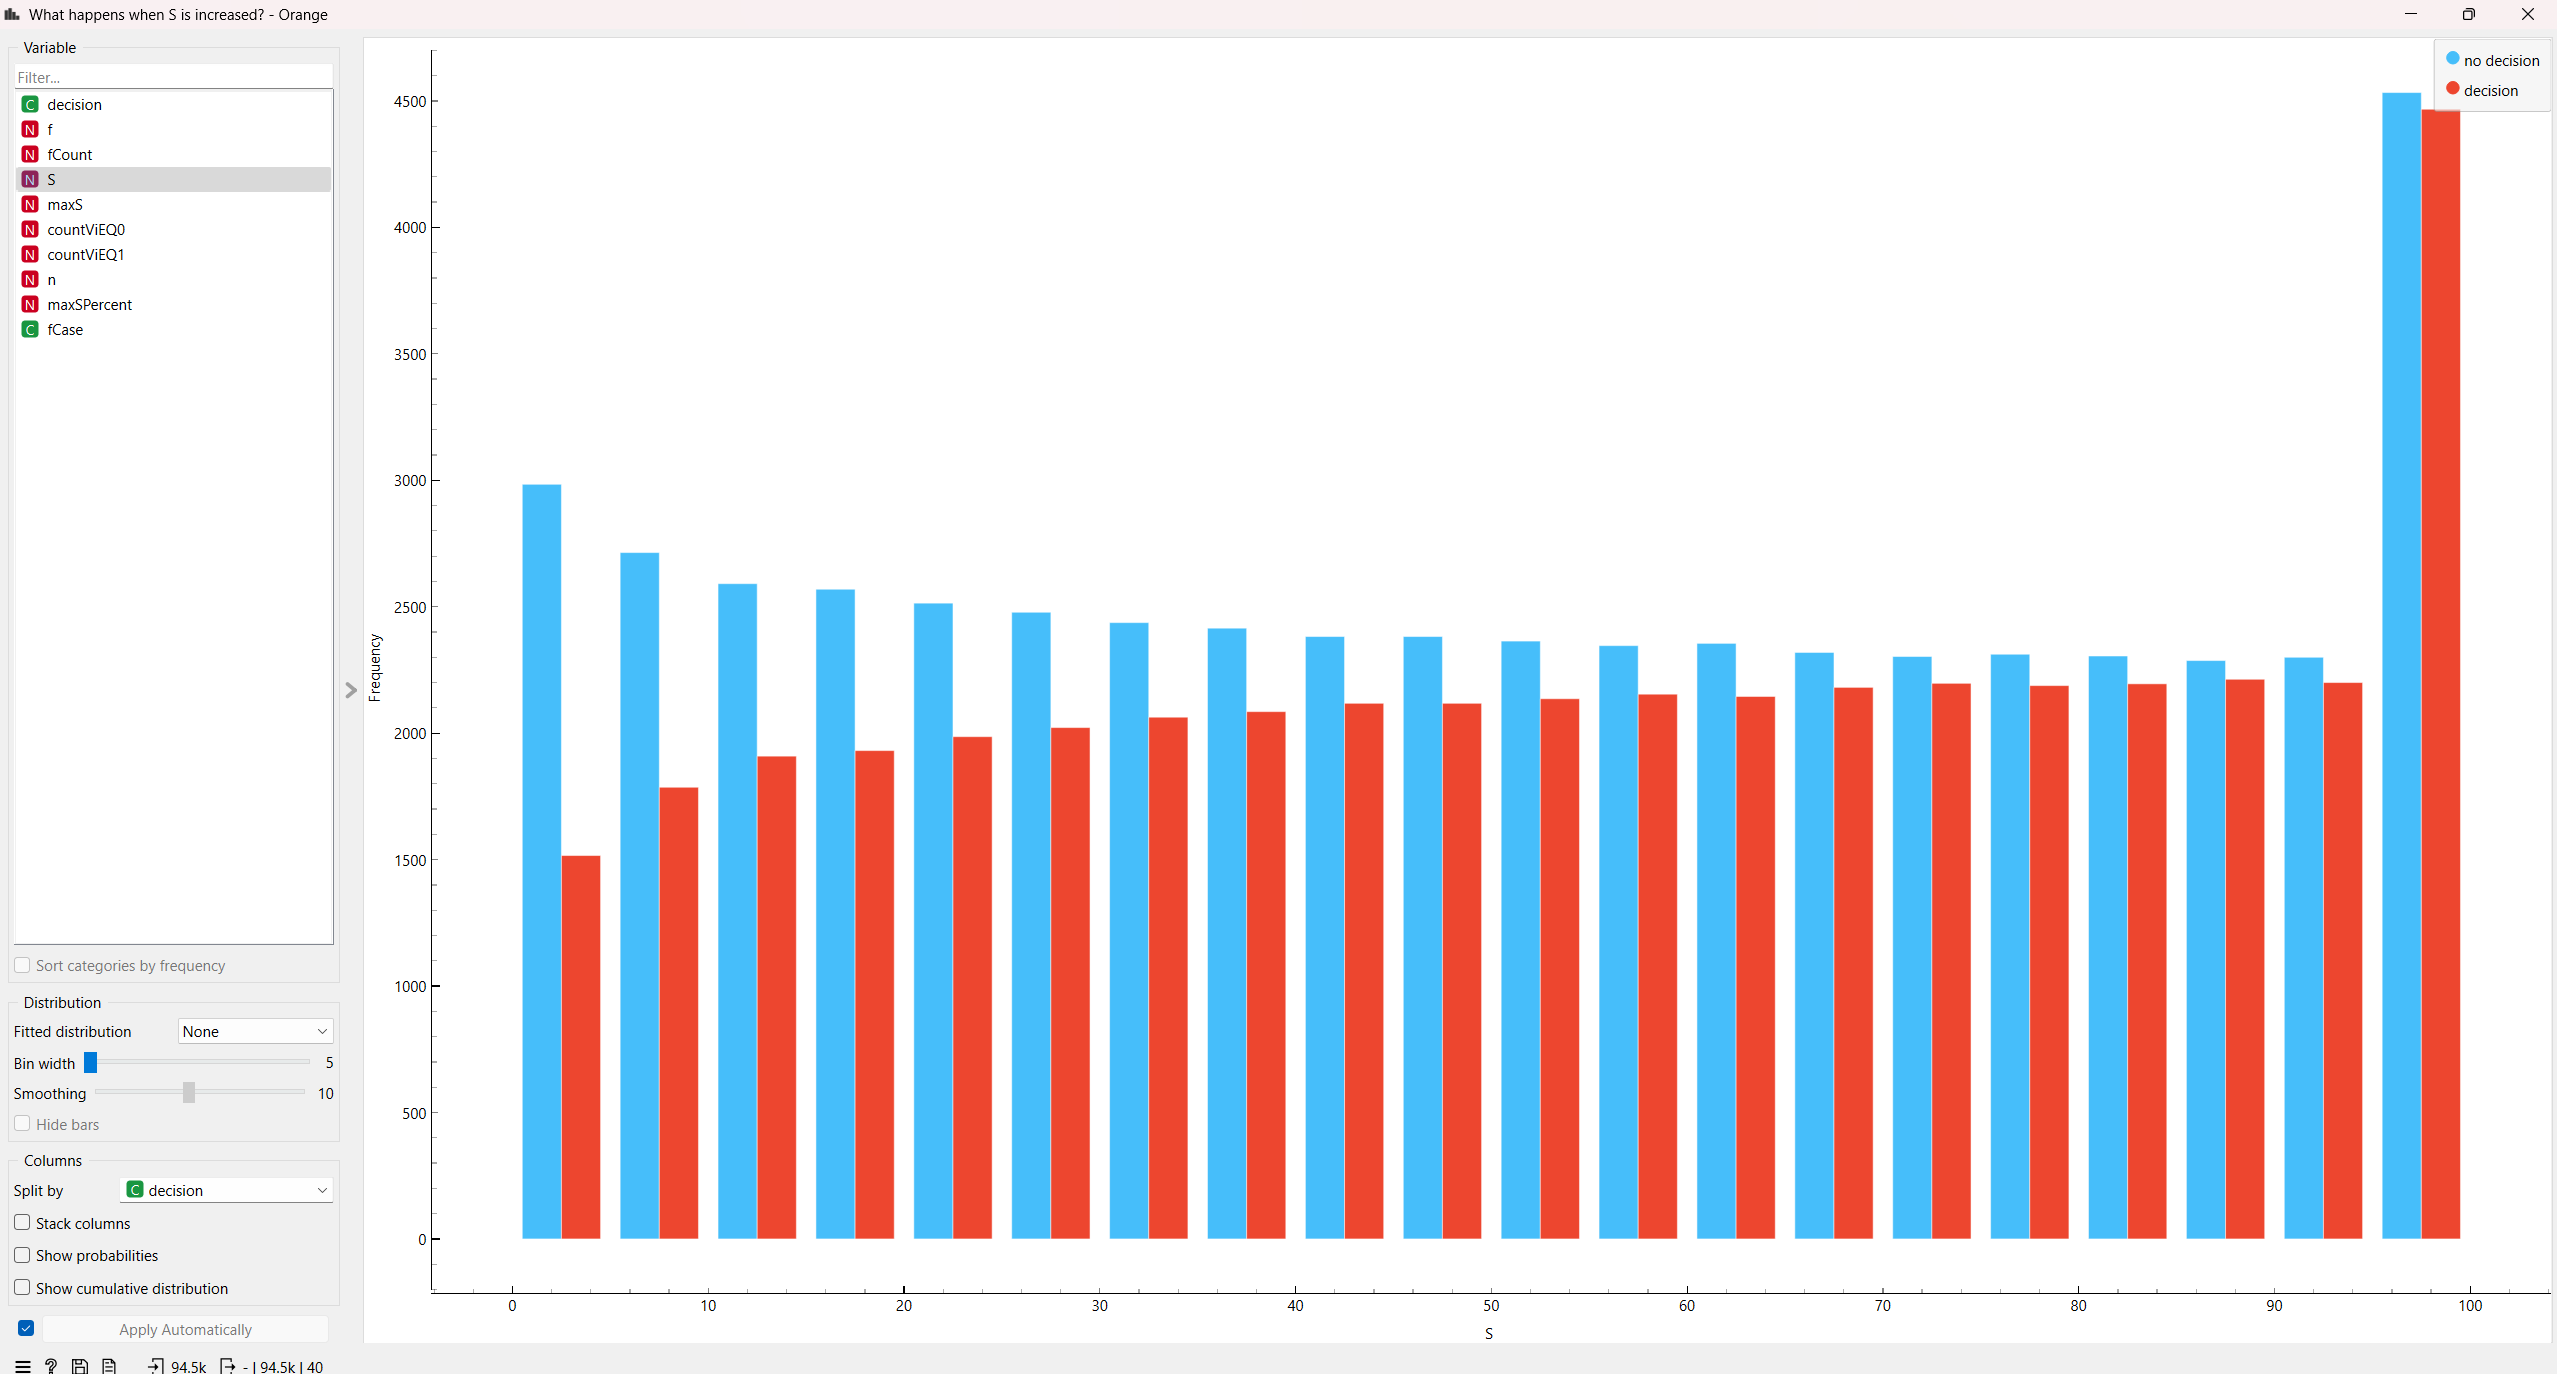 What happens when S is increased? - Orange
Variable
Filter...
C decision
N f
N fCount
N S
N maxS
N countViEQ0
N countViEQ1
N n
N maxSPercent
C fCase
Sort categories by frequency
Distribution
Fitted distribution None
Bin width 5
Smoothing 10
Hide bars
Columns
Split by C decision
Stack columns
Show probabilities
Show cumulative distribution
Apply Automatically
94.5k - | 94.5k | 40
no decision
decision
Frequency
4500
4000
3500
3000
2500
2000
1500
1000
500
0
0 10 20 30 40 50 60 70 80 90 100
S